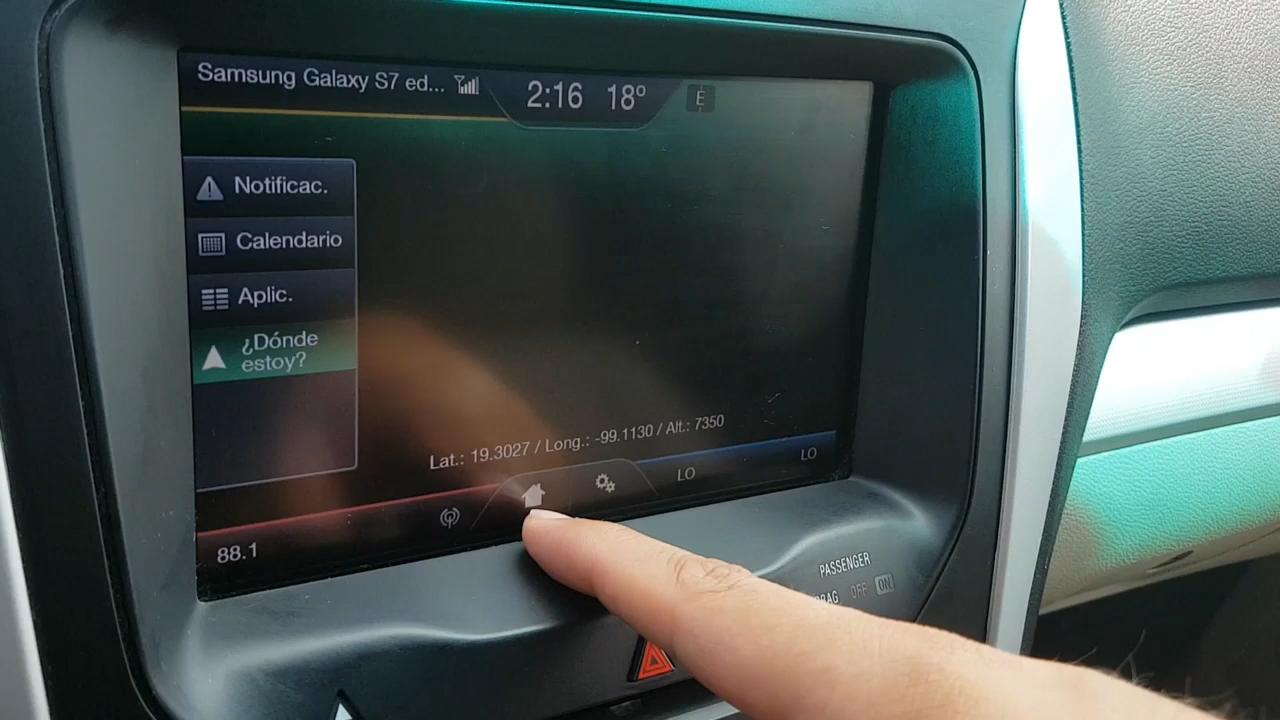 Samsung Galaxy S7 ed...
2:16 18° E
Notificac.
Calendario
Aplic.
¿Dónde
estoy?
Lat.: 19.3027 / Long.: -99.1130 / Alt.: 7350
LO
LO
88.1
PASSENGER
OFF ON